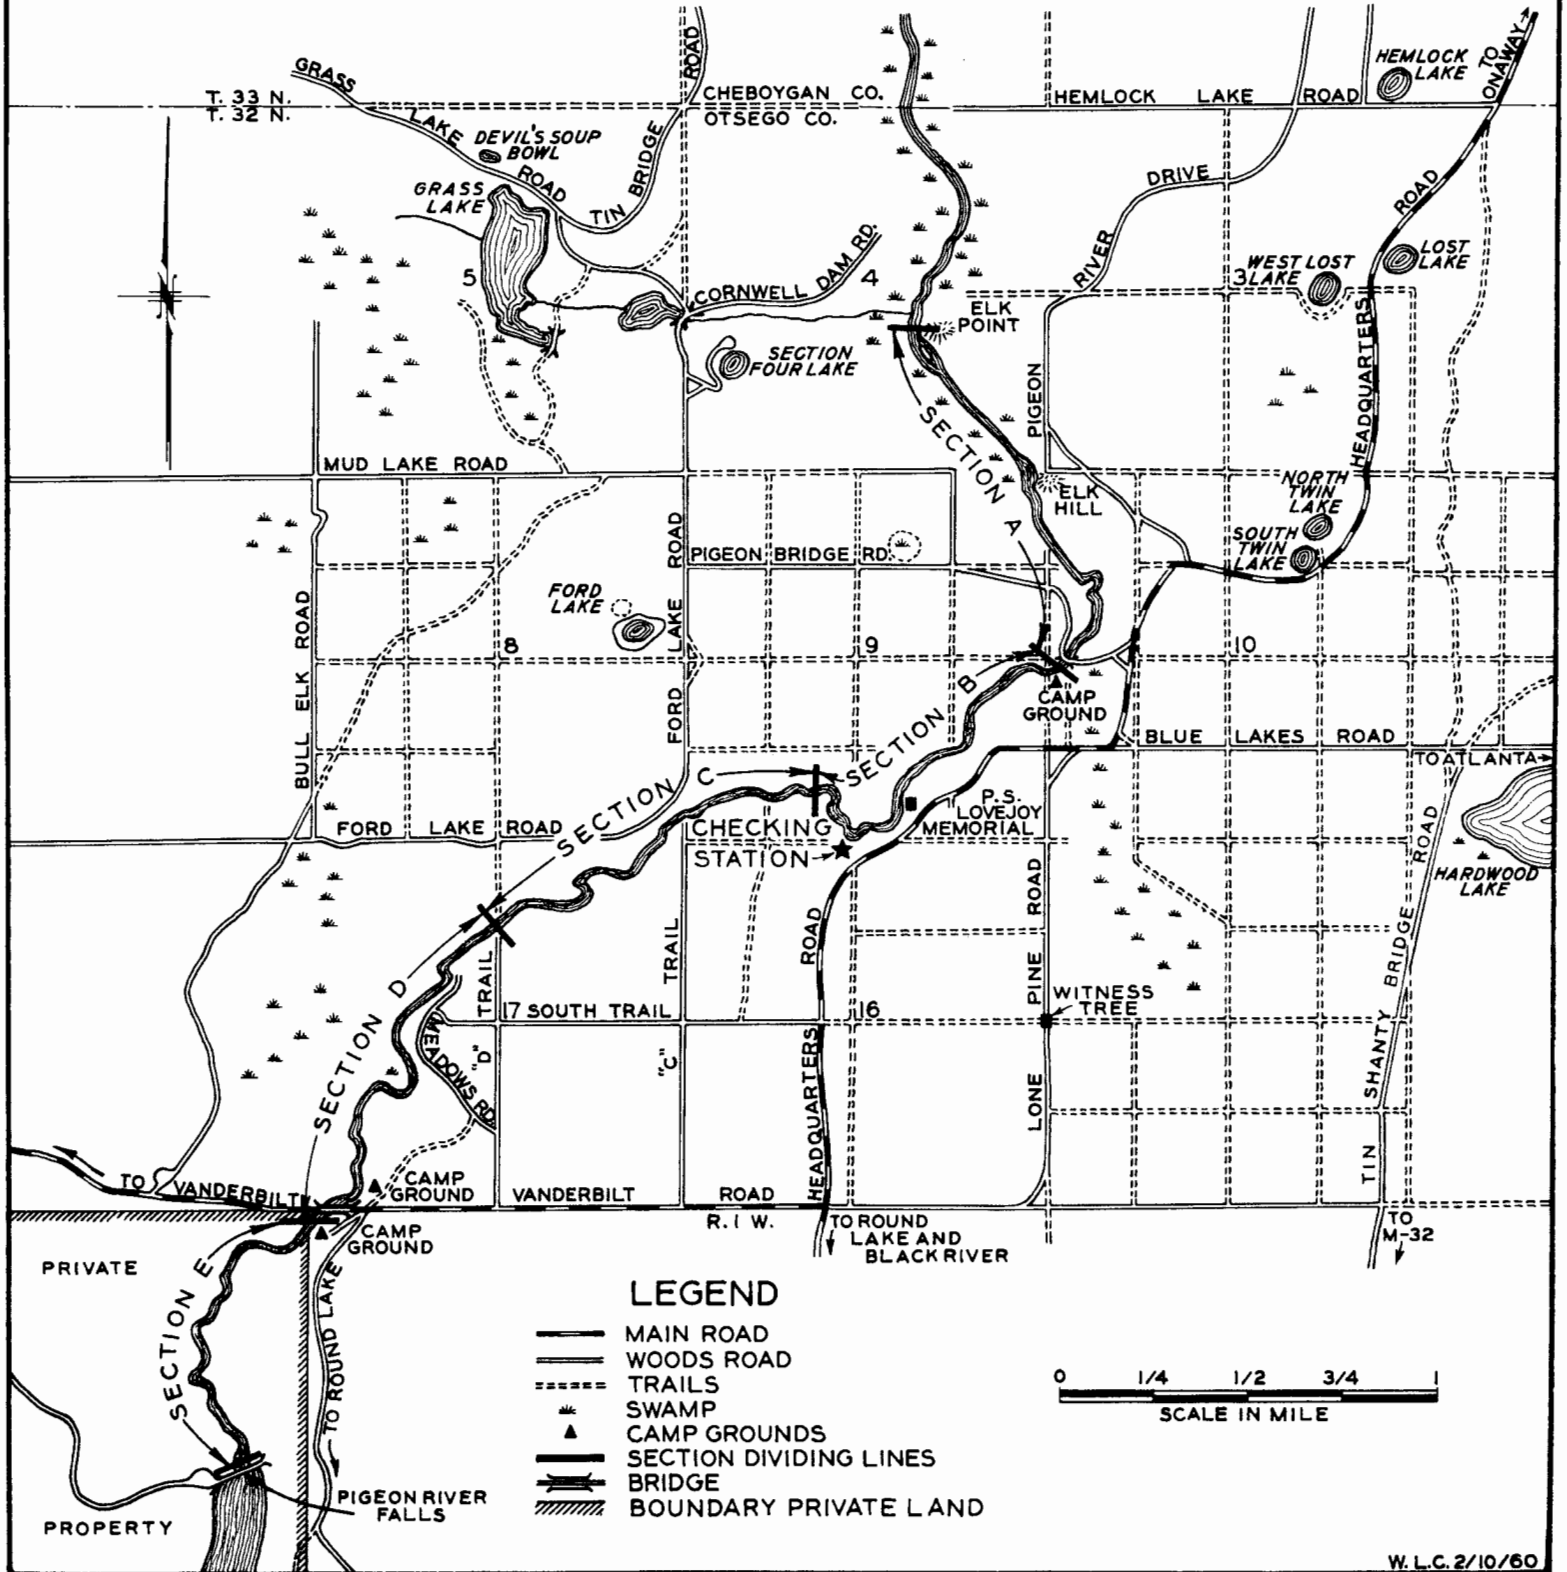 GRASS LAKE ROAD
ROAD
T. 33 N.
T. 32 N.
CHEBOYGAN CO.
OTSEGO CO.
HEMLOCK LAKE ROAD
HEMLOCK
LAKE
TO
ONAWAY
DEVIL'S SOUP
BOWL
GRASS
LAKE
TIN BRIDGE
RIVER DRIVE
ROAD
LOST
LAKE
WEST LOST
LAKE
5
4
3
CORNWELL DAM RD.
ELK
POINT
SECTION
FOUR LAKE
PIGEON
HEADQUARTERS
SECTION A
MUD LAKE ROAD
ELK
HILL
NORTH
TWIN
LAKE
SOUTH
TWIN
LAKE
PIGEON BRIDGE RD.
FORD
LAKE
BULL ELK ROAD
FORD LAKE ROAD
8
9
10
SECTION B
CAMP
GROUND
BLUE LAKES ROAD
TO ATLANTA
SECTION C
FORD LAKE ROAD
CHECKING
STATION
P.S.
LOVEJOY
MEMORIAL
HARDWOOD
LAKE
SECTION D
TRAIL
"D"
TRAIL
"C"
HEADQUARTERS ROAD
LONE PINE ROAD
TIN SHANTY BRIDGE ROAD
17 SOUTH TRAIL
16
WITNESS
TREE
MEADOWS RD.
CAMP
GROUND
TO VANDERBILT
VANDERBILT ROAD
R. I W.
CAMP
GROUND
TO ROUND
LAKE AND
BLACK RIVER
TO
M-32
PRIVATE
SECTION E
TO ROUND LAKE
PIGEON RIVER
FALLS
PROPERTY
LEGEND
MAIN ROAD
WOODS ROAD
TRAILS
SWAMP
CAMP GROUNDS
SECTION DIVIDING LINES
BRIDGE
BOUNDARY PRIVATE LAND
0 1/4 1/2 3/4 1
SCALE IN MILE
W.L.C. 2/10/60